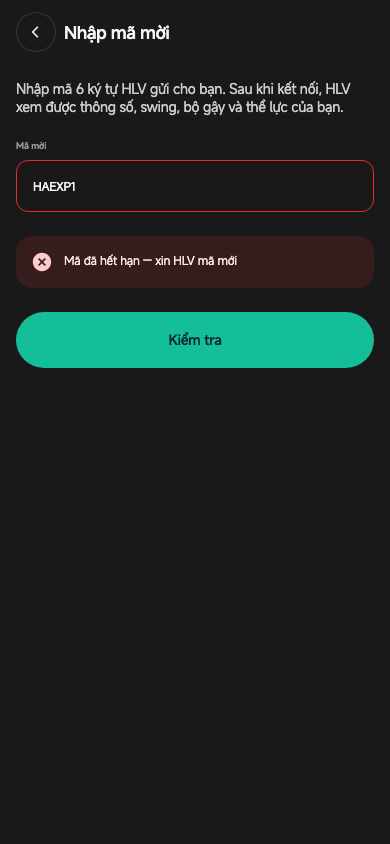 Nhập mã mời
Nhập mã 6 ký tự HLV gửi cho bạn. Sau khi kết nối, HLV
xem được thông số, swing, bộ gậy và thể lực của bạn.
Mã mời
HAEXP1
Mã đã hết hạn — xin HLV mã mới
Kiểm tra